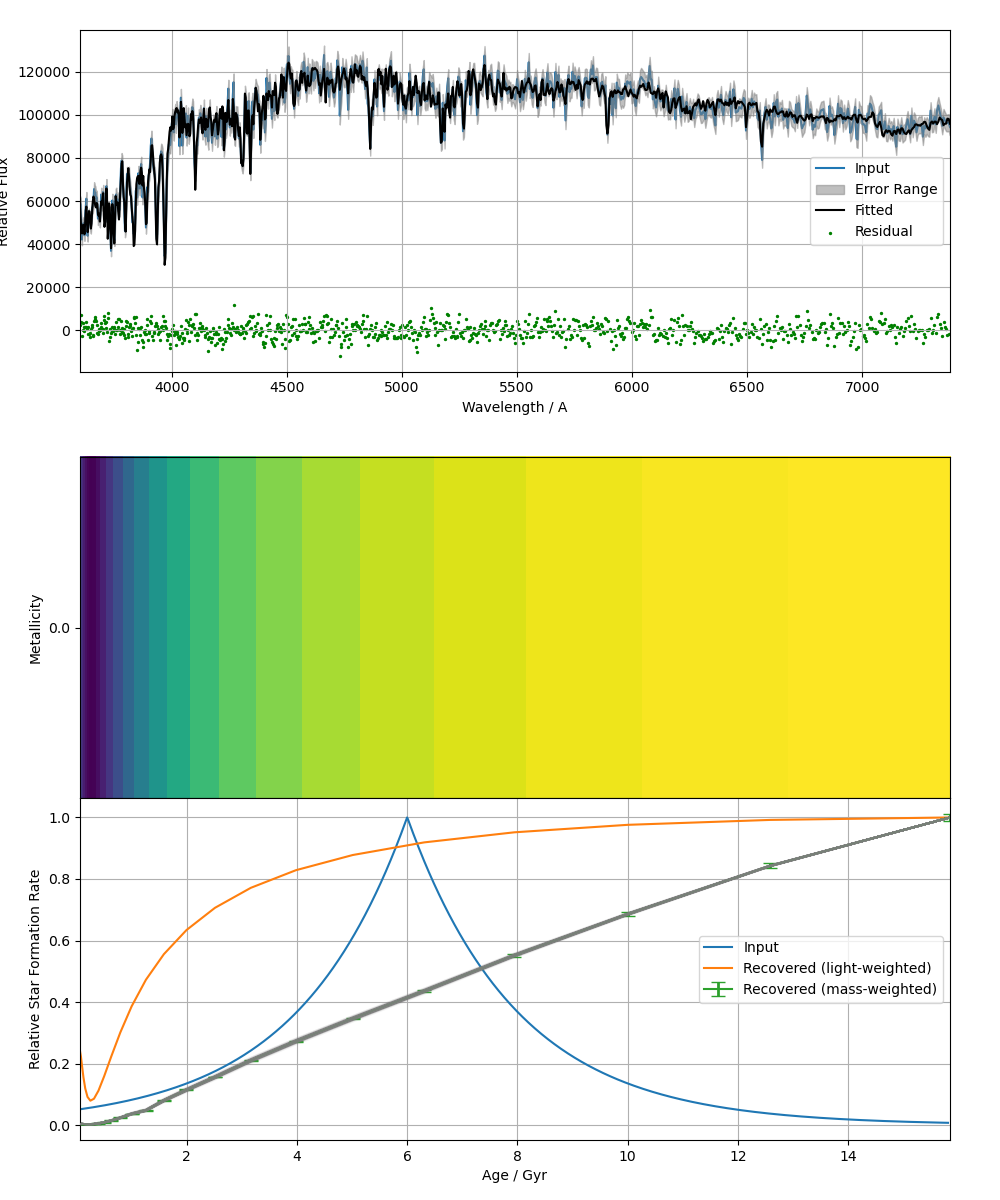 120000
100000
80000
60000
40000
20000
0
Relative Flux
Input
Error Range
Fitted
Residual
4000 4500 5000 5500 6000 6500 7000
Wavelength / A
Metallicity
0.0
1.0
0.8
0.6
0.4
0.2
0.0
Relative Star Formation Rate
Input
Recovered (light-weighted)
Recovered (mass-weighted)
2 4 6 8 10 12 14
Age / Gyr